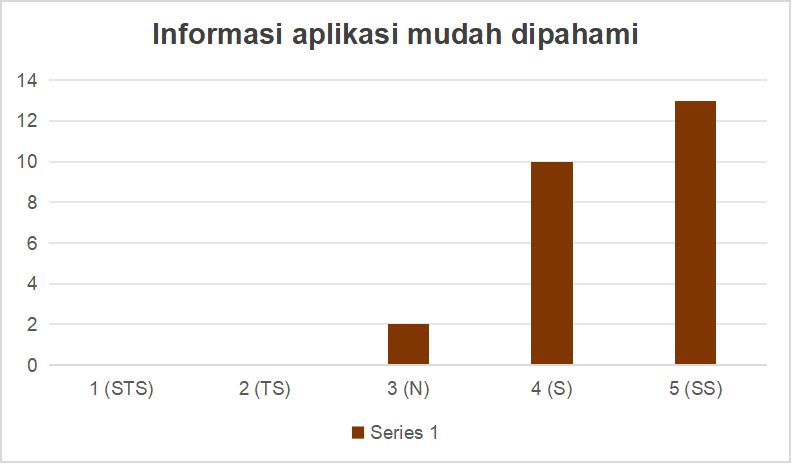 Informasi aplikasi mudah dipahami
14
12
10
8
6
4
2
0
1 (STS) 2 (TS) 3 (N) 4 (S) 5 (SS)
Series 1